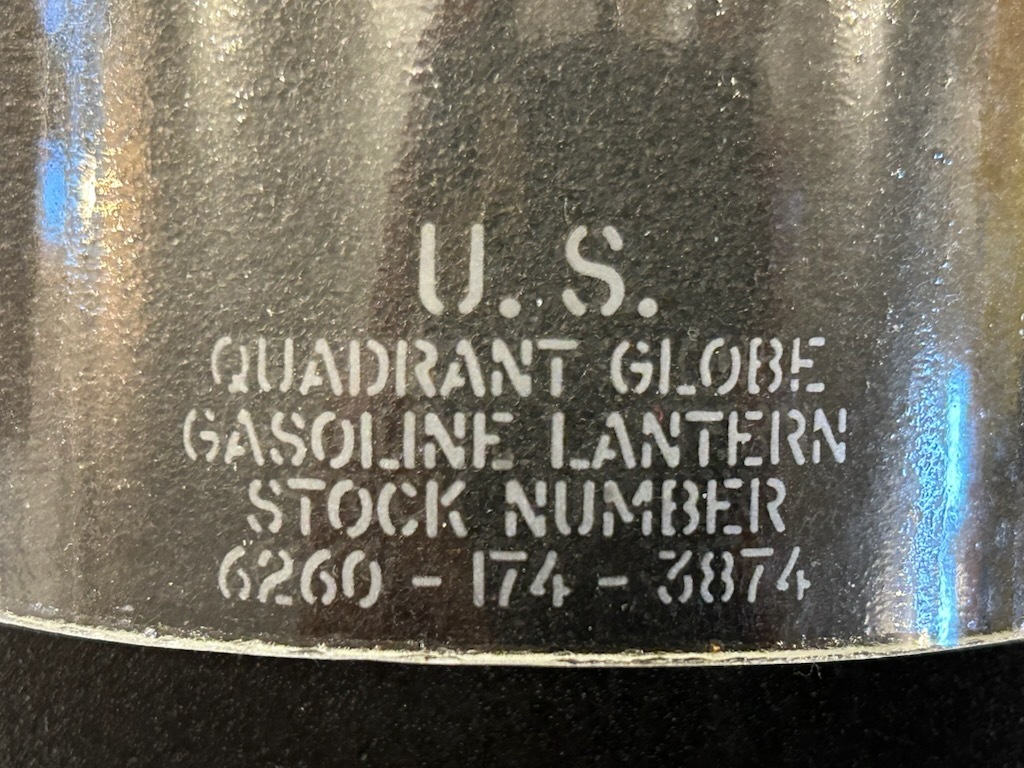 U. S.
QUADRANT GLOBE
GASOLINE LANTERN
STOCK NUMBER
6260 - 174 - 3874